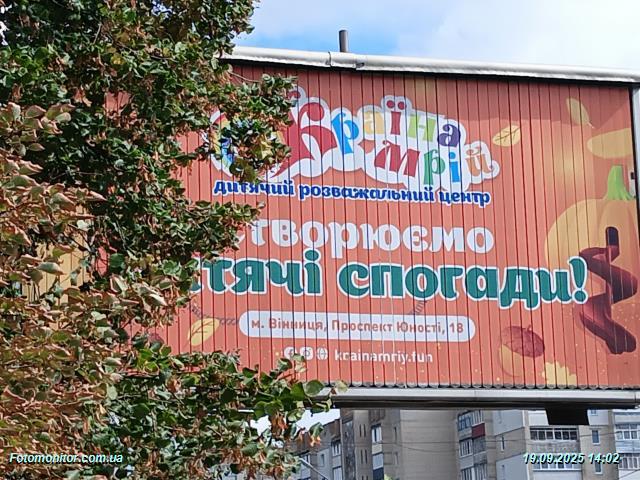 Країна
мрій
дитячий розважальний центр
творюємо
тячі спогади!
м. Вінниця, Проспект Юності, 18
krainamriy.fun
Fotomonitor.com.ua
19.09.2025 14:02